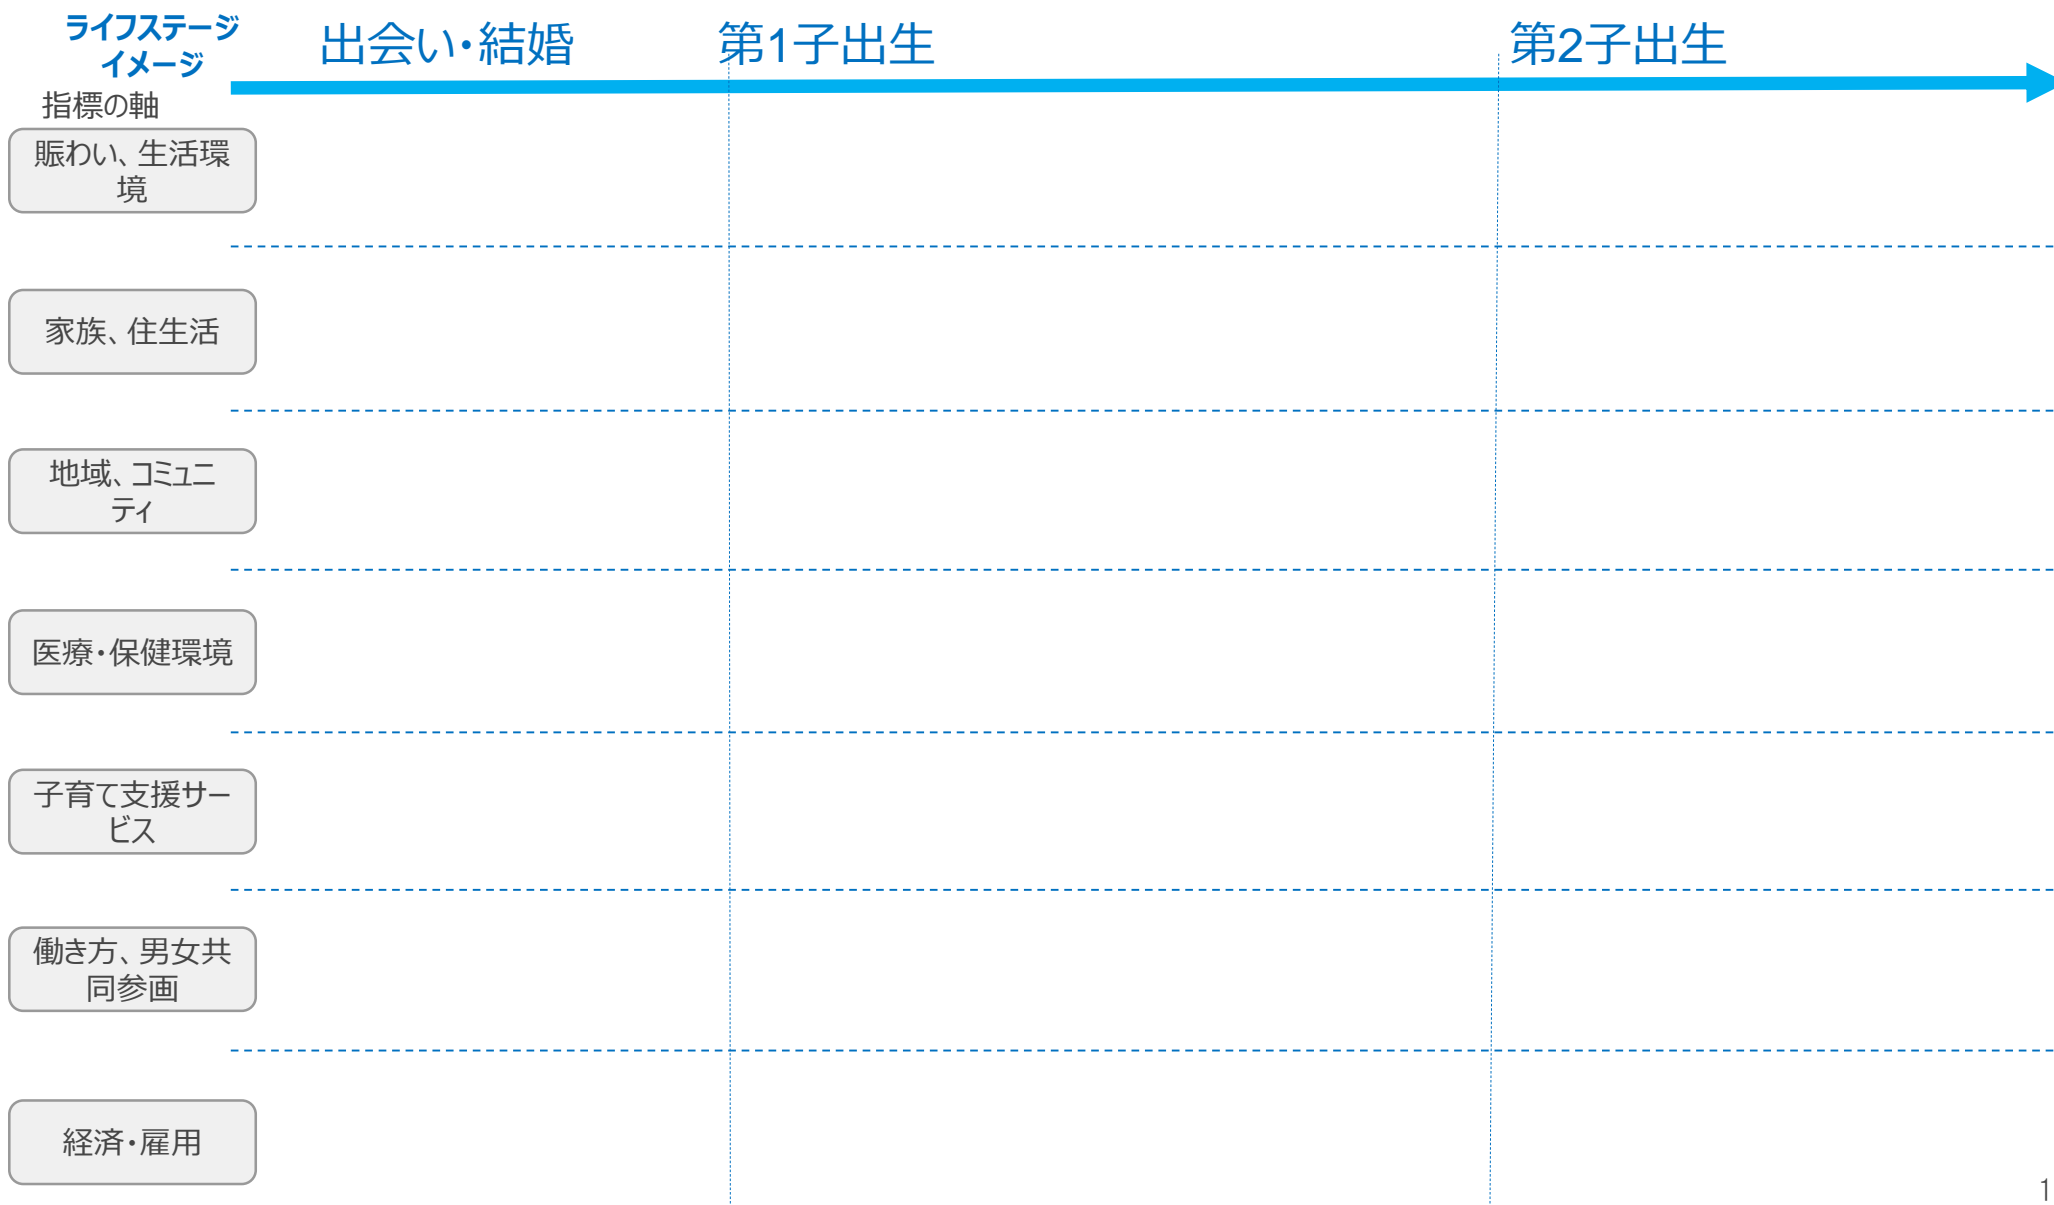 ライフステージ
イメージ
出会い・結婚
第1子出生
第2子出生
指標の軸
賑わい、生活環
境
家族、住生活
地域、コミュニ
ティ
医療・保健環境
子育て支援サー
ビス
働き方、男女共
同参画
経済・雇用
1